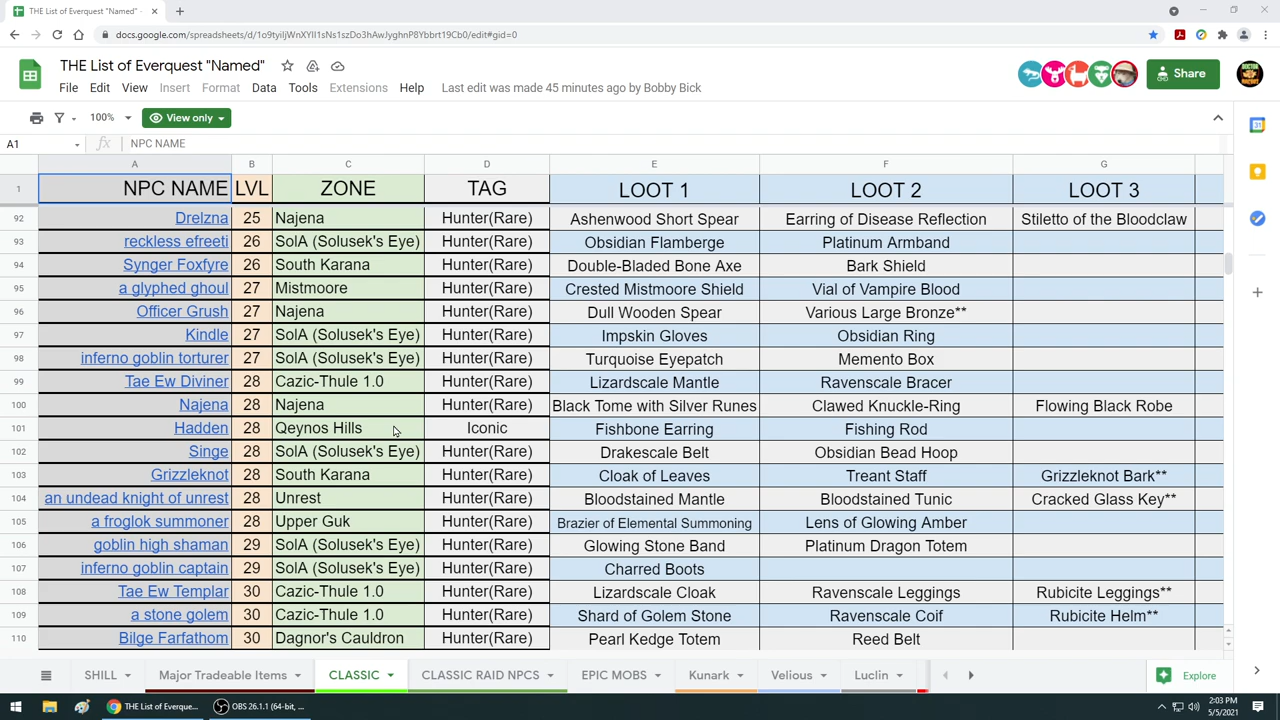 THE List of Everquest "Named" -
docs.google.com/spreadsheets/d/1o9tyiIjWnXYlI1sNs1szDo3hAwJyghnP8Ybbrt19Cb0/edit#gid=0
THE List of Everquest "Named"
Share
File Edit View Insert Format Data Tools Extensions Help Last edit was made 45 minutes ago by Bobby Bick
100% View only
A1 fx NPC NAME
A B C D E F G
1 NPC NAME LVL ZONE TAG LOOT 1 LOOT 2 LOOT 3
92 Drelzna 25 Najena Hunter(Rare) Ashenwood Short Spear Earring of Disease Reflection Stiletto of the Bloodclaw
93 reckless efreeti 26 SolA (Solusek's Eye) Hunter(Rare) Obsidian Flamberge Platinum Armband
94 Synger Foxfyre 26 South Karana Hunter(Rare) Double-Bladed Bone Axe Bark Shield
95 a glyphed ghoul 27 Mistmoore Hunter(Rare) Crested Mistmoore Shield Vial of Vampire Blood
96 Officer Grush 27 Najena Hunter(Rare) Dull Wooden Spear Various Large Bronze**
97 Kindle 27 SolA (Solusek's Eye) Hunter(Rare) Impskin Gloves Obsidian Ring
98 inferno goblin torturer 27 SolA (Solusek's Eye) Hunter(Rare) Turquoise Eyepatch Memento Box
99 Tae Ew Diviner 28 Cazic-Thule 1.0 Hunter(Rare) Lizardscale Mantle Ravenscale Bracer
100 Najena 28 Najena Hunter(Rare) Black Tome with Silver Runes Clawed Knuckle-Ring Flowing Black Robe
101 Hadden 28 Qeynos Hills Iconic Fishbone Earring Fishing Rod
102 Singe 28 SolA (Solusek's Eye) Hunter(Rare) Drakescale Belt Obsidian Bead Hoop
103 Grizzleknot 28 South Karana Hunter(Rare) Cloak of Leaves Treant Staff Grizzleknot Bark**
104 an undead knight of unrest 28 Unrest Hunter(Rare) Bloodstained Mantle Bloodstained Tunic Cracked Glass Key**
105 a froglok summoner 28 Upper Guk Hunter(Rare) Brazier of Elemental Summoning Lens of Glowing Amber
106 goblin high shaman 29 SolA (Solusek's Eye) Hunter(Rare) Glowing Stone Band Platinum Dragon Totem
107 inferno goblin captain 29 SolA (Solusek's Eye) Hunter(Rare) Charred Boots
108 Tae Ew Templar 30 Cazic-Thule 1.0 Hunter(Rare) Lizardscale Cloak Ravenscale Leggings Rubicite Leggings**
109 a stone golem 30 Cazic-Thule 1.0 Hunter(Rare) Shard of Golem Stone Ravenscale Coif Rubicite Helm**
110 Bilge Farfathom 30 Dagnor's Cauldron Hunter(Rare) Pearl Kedge Totem Reed Belt
SHILL Major Tradeable Items CLASSIC CLASSIC RAID NPCS EPIC MOBS Kunark Velious Luclin Explore
THE List of Everque... OBS 26.1.1 (64-bit, ...
2:03 PM
5/5/2021